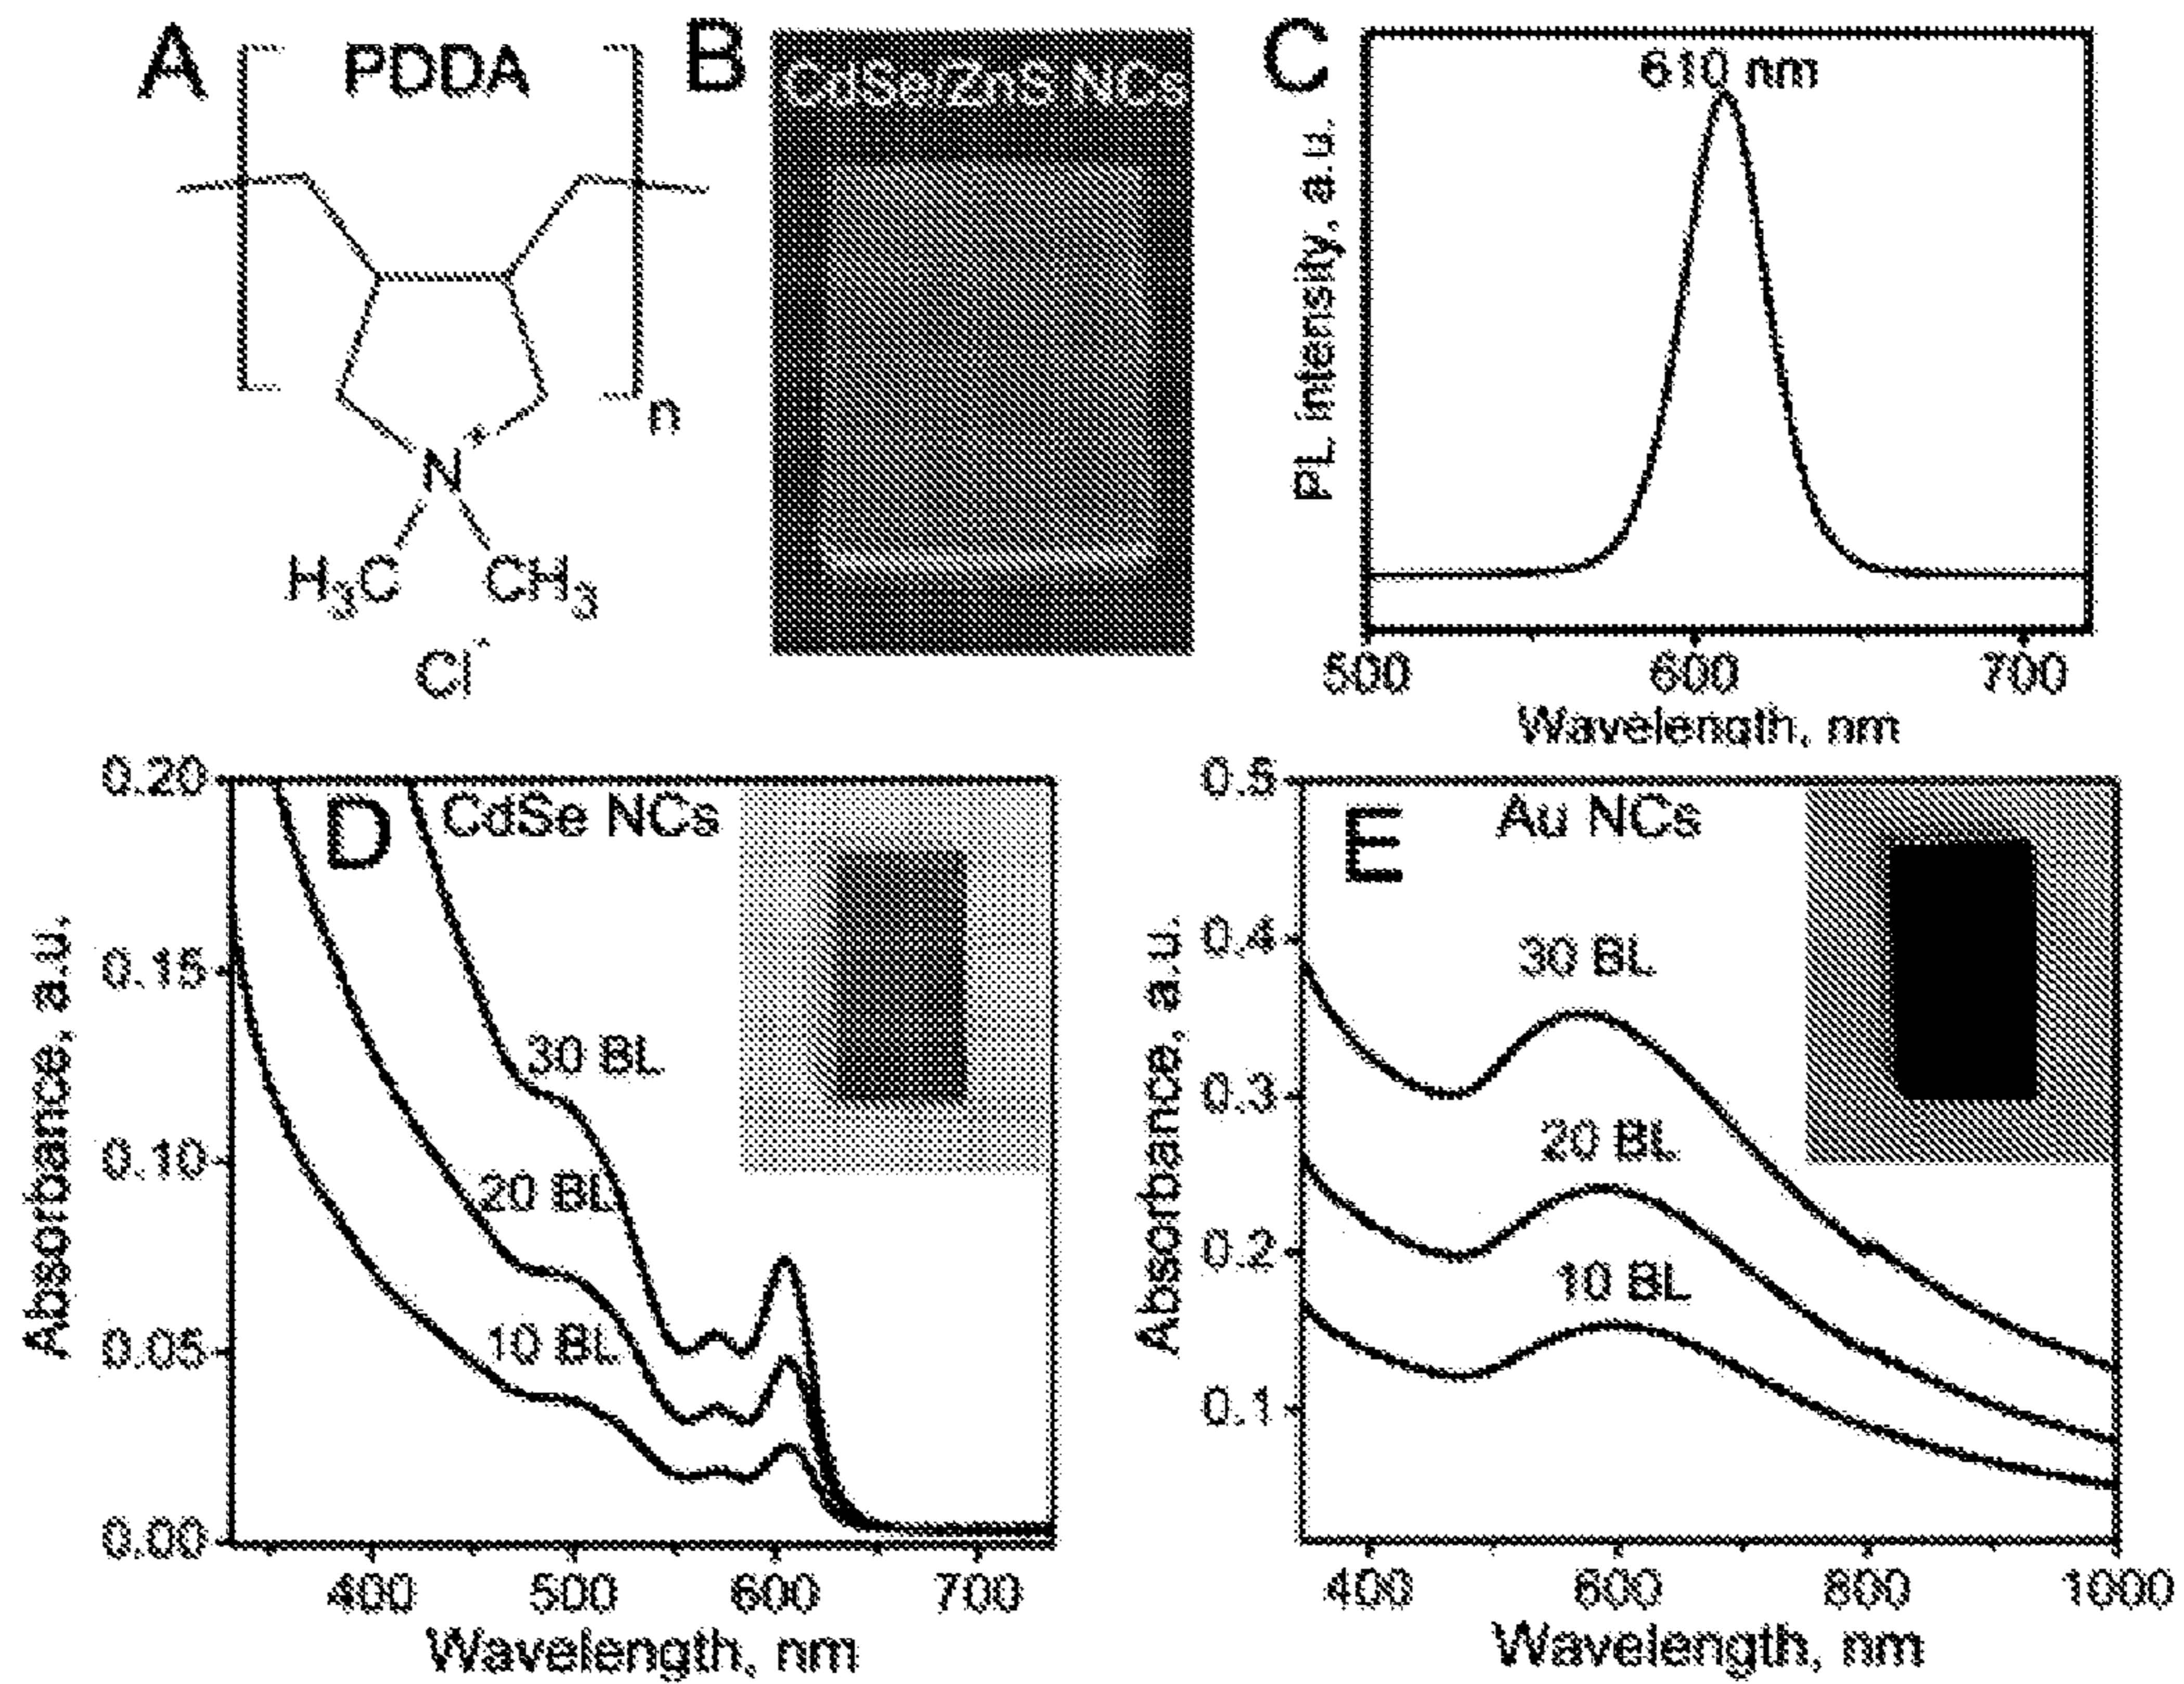 A
PDDA
n
N
+
H₃C
CH₃
Cl⁻
B
CdSe ZnS NCs
C
610 nm
PL intensity, a.u.
500
600
700
Wavelength, nm
D
CdSe NCs
0.20
0.15
0.10
0.05
0.00
Absorbance, a.u.
30 BL
20 BL
10 BL
400
500
600
700
Wavelength, nm
E
Au NCs
0.5
0.4
0.3
0.2
0.1
Absorbance, a.u.
30 BL
20 BL
10 BL
400
600
800
1000
Wavelength, nm